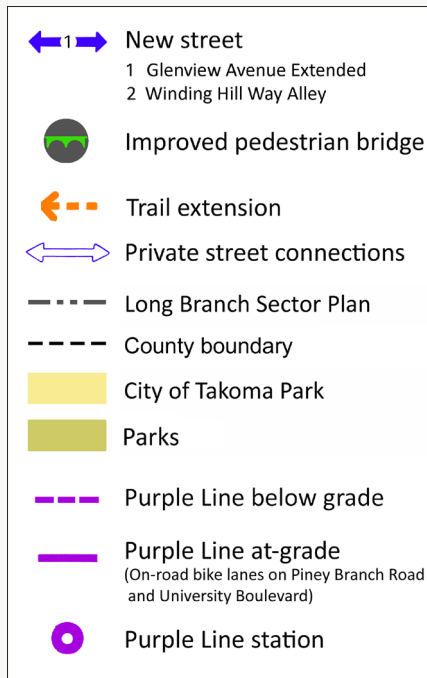 1
New street
1 Glenview Avenue Extended
2 Winding Hill Way Alley
Improved pedestrian bridge
Trail extension
Private street connections
Long Branch Sector Plan
County boundary
City of Takoma Park
Parks
Purple Line below grade
Purple Line at-grade
(On-road bike lanes on Piney Branch Road
and University Boulevard)
Purple Line station